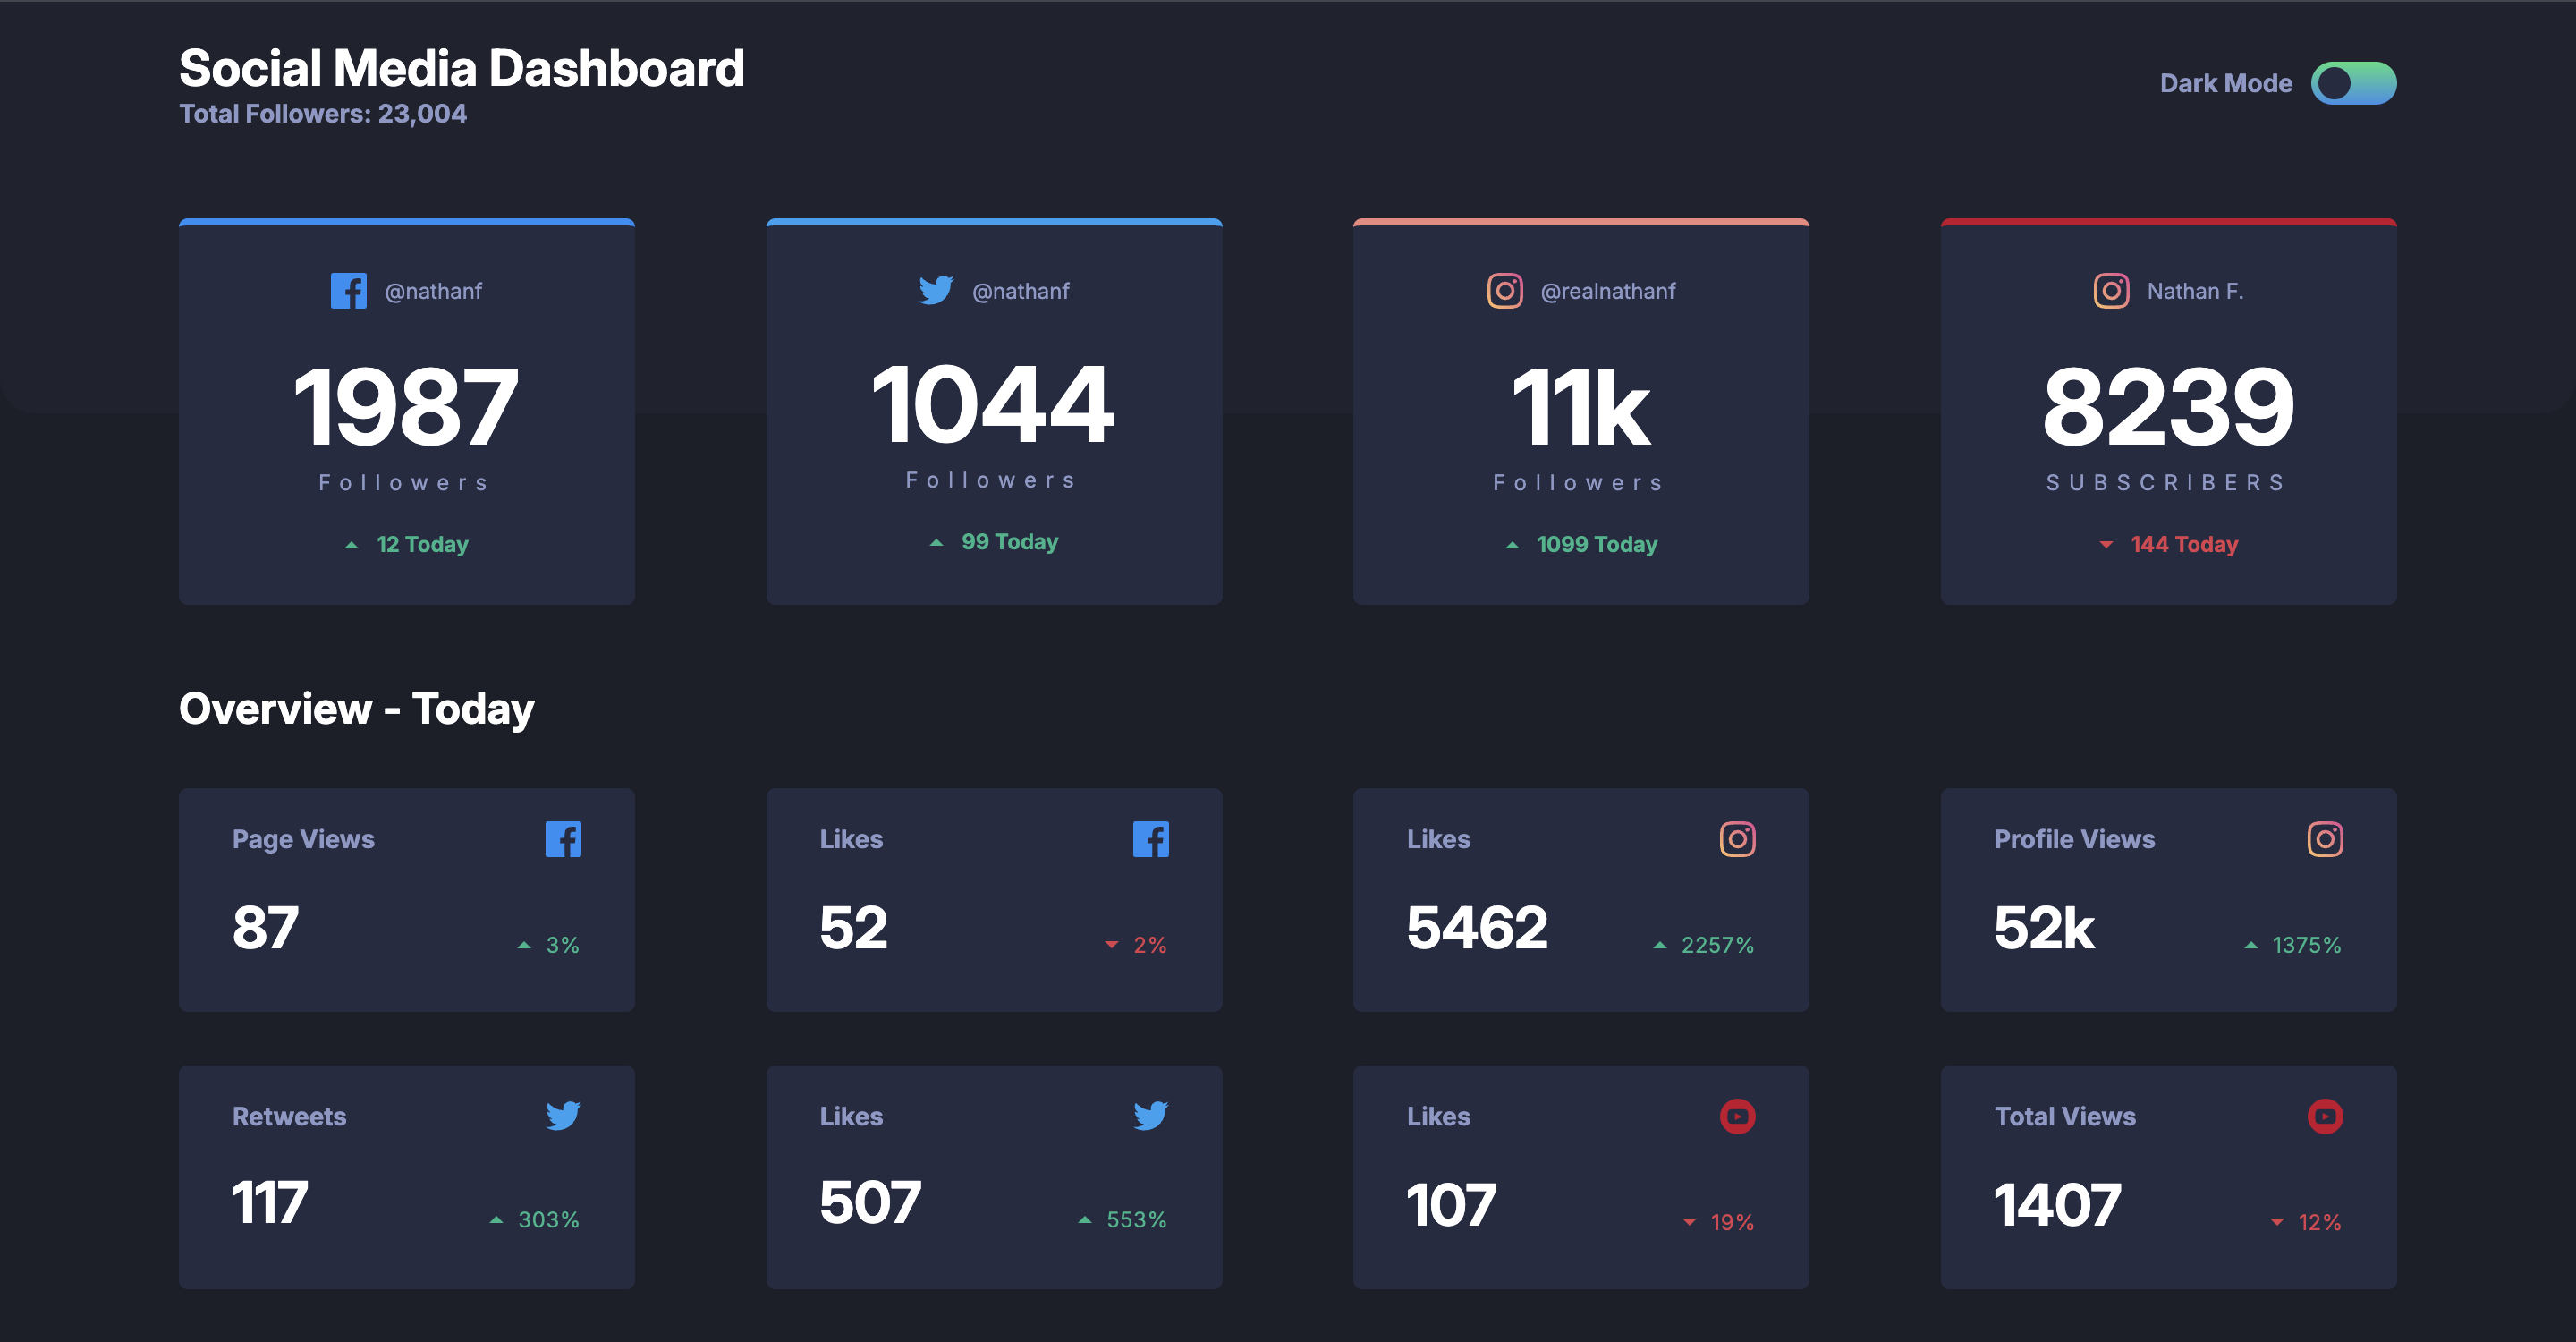 Social Media Dashboard
Total Followers: 23,004
Dark Mode
@nathanf
1987
Followers
12 Today
@nathanf
1044
Followers
99 Today
@realnathanf
11k
Followers
1099 Today
Nathan F.
8239
SUBSCRIBERS
144 Today
Overview - Today
Page Views
87
3%
Likes
52
2%
Likes
5462
2257%
Profile Views
52k
1375%
Retweets
117
303%
Likes
507
553%
Likes
107
19%
Total Views
1407
12%